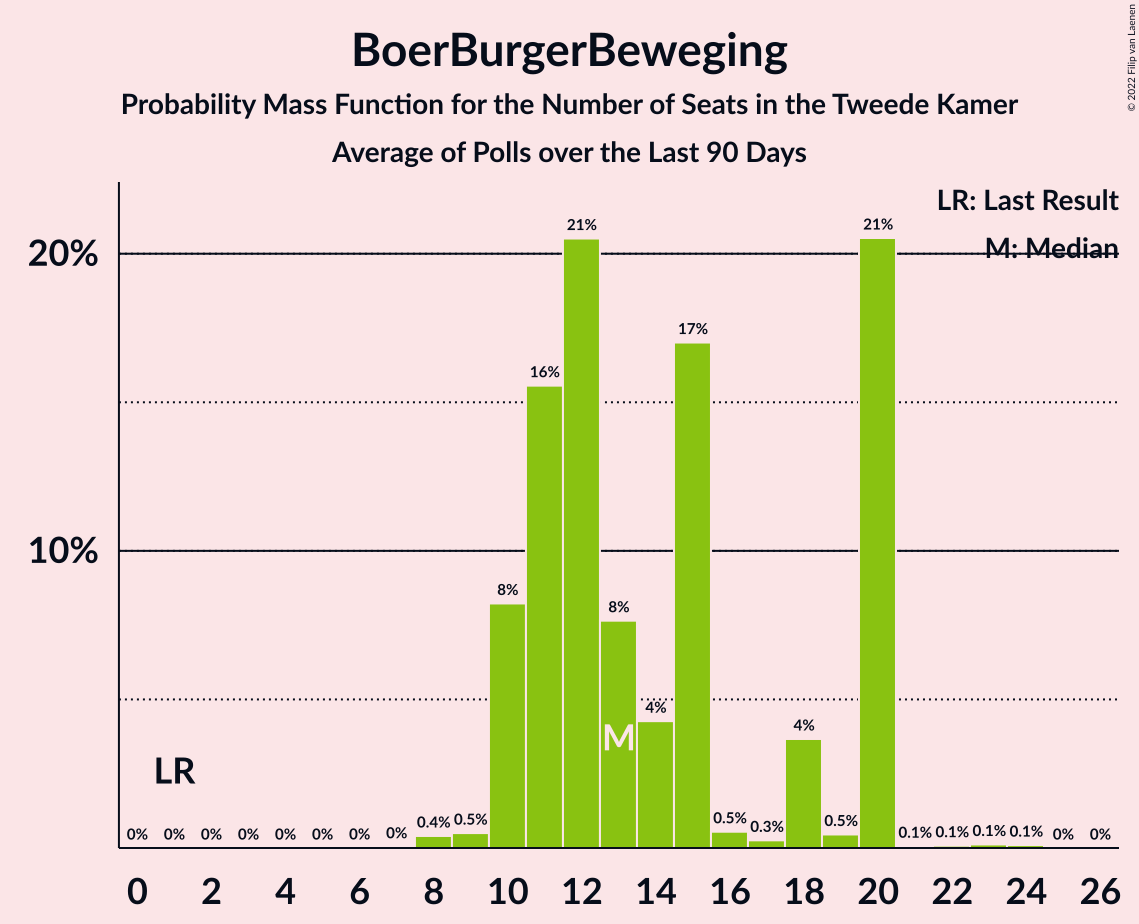 BoerBurgerBeweging
Probability Mass Function for the Number of Seats in the Tweede Kamer
Average of Polls over the Last 90 Days
© 2022 Filip van Laenen
LR: Last Result
M: Median
20%
10%
21%
21%
17%
16%
8%
8%
4%
4%
M
LR
0% 0% 0% 0% 0% 0% 0% 0% 0.4% 0.5% 0.5% 0.3% 0.5% 0.1% 0.1% 0.1% 0.1% 0% 0%
0 2 4 6 8 10 12 14 16 18 20 22 24 26